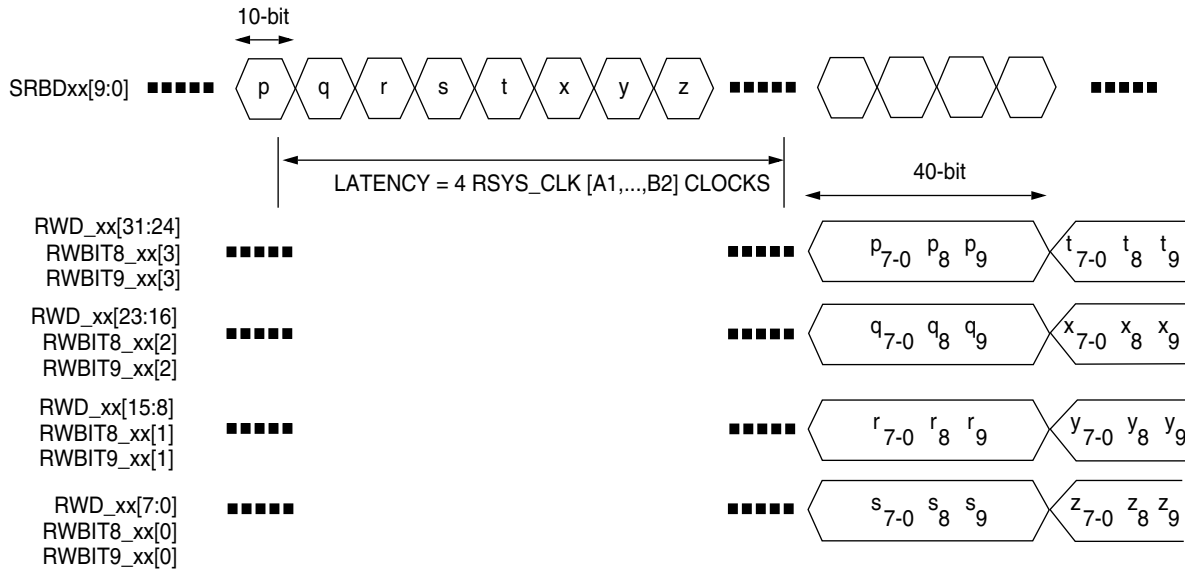 10-bit
SRBDxx[9:0] p q r s t x y z
LATENCY = 4 RSYS_CLK [A1,...,B2] CLOCKS
40-bit
RWD_xx[31:24]
RWBIT8_xx[3]
RWBIT9_xx[3]
p7-0 p8 p9 t7-0 t8 t9
RWD_xx[23:16]
RWBIT8_xx[2]
RWBIT9_xx[2]
q7-0 q8 q9 x7-0 x8 x9
RWD_xx[15:8]
RWBIT8_xx[1]
RWBIT9_xx[1]
r7-0 r8 r9 y7-0 y8 y9
RWD_xx[7:0]
RWBIT8_xx[0]
RWBIT9_xx[0]
s7-0 s8 s9 z7-0 z8 z9